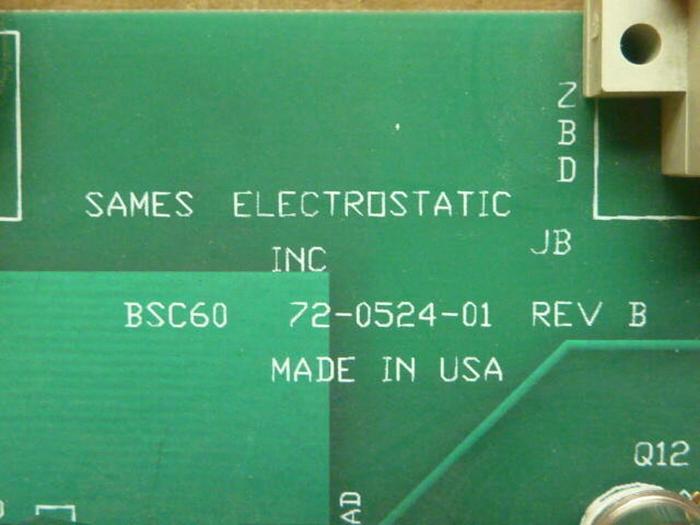 Z
B
D
SAMES ELECTROSTATIC
JB
INC
BSC60 72-0524-01 REV B
MADE IN USA
Q12
AD